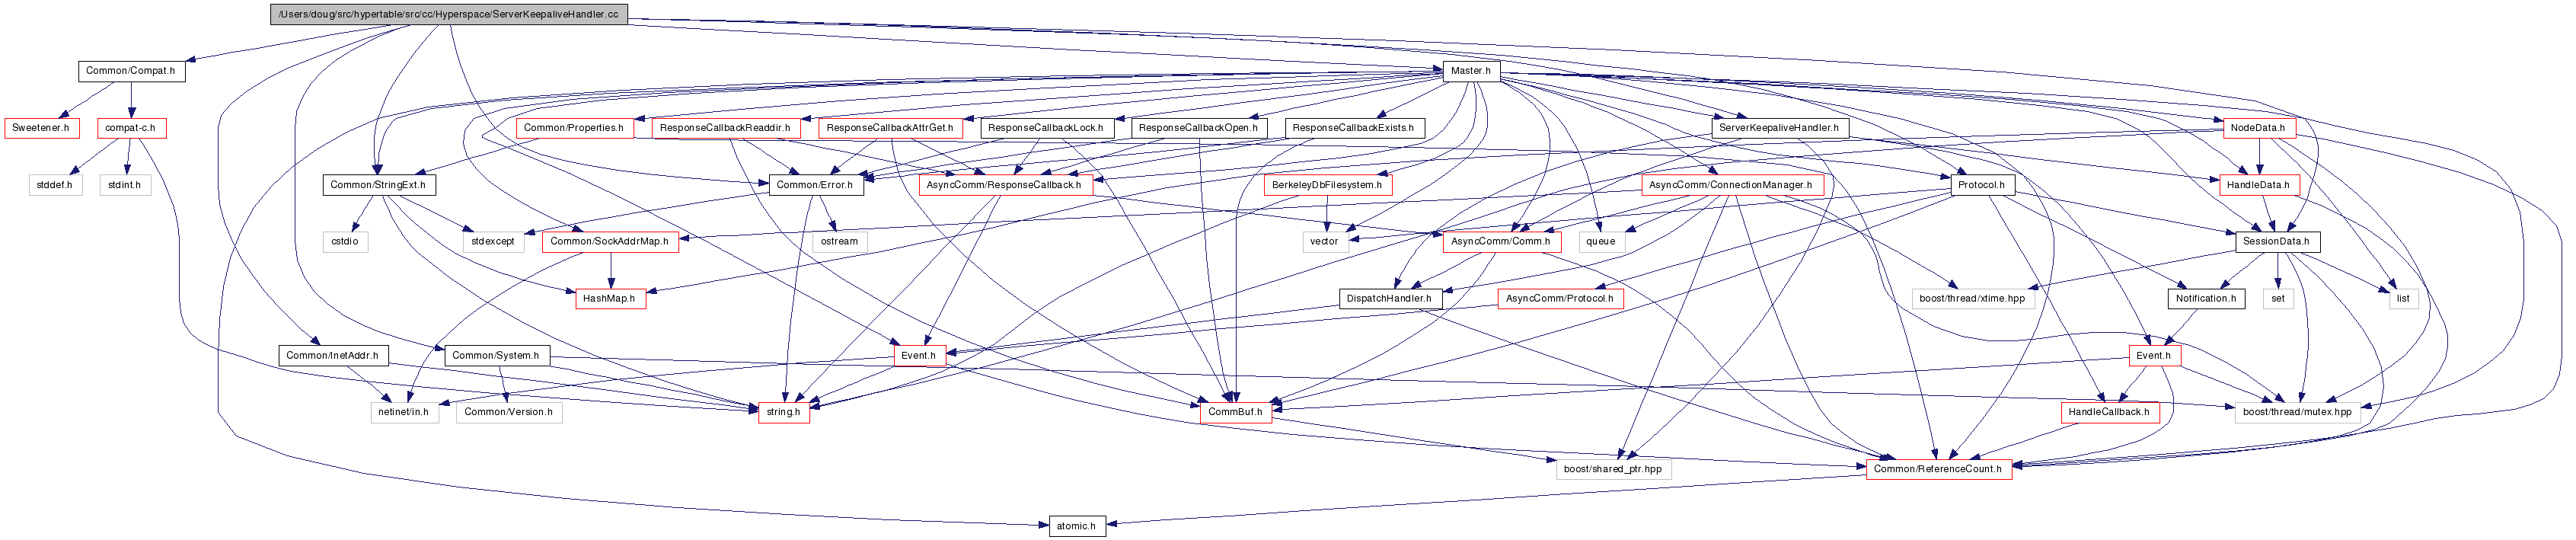 /Users/doug/src/hypertable/src/cc/Hyperspace/ServerKeepaliveHandler.cc
Common/Compat.h
Master.h
Sweetener.h
compat-c.h
Common/Properties.h
ResponseCallbackReaddir.h
ResponseCallbackAttrGet.h
ResponseCallbackLock.h
ResponseCallbackOpen.h
ResponseCallbackExists.h
ServerKeepaliveHandler.h
NodeData.h
stddef.h
stdint.h
Common/StringExt.h
Common/Error.h
AsyncComm/ResponseCallback.h
BerkeleyDbFilesystem.h
AsyncComm/ConnectionManager.h
Protocol.h
HandleData.h
cstdio
stdexcept
Common/SockAddrMap.h
ostream
vector
AsyncComm/Comm.h
queue
SessionData.h
HashMap.h
DispatchHandler.h
AsyncComm/Protocol.h
boost/thread/xtime.hpp
Notification.h
set
list
Common/InetAddr.h
Common/System.h
Event.h
Event.h
netinet/in.h
Common/Version.h
string.h
CommBuf.h
HandleCallback.h
boost/thread/mutex.hpp
boost/shared_ptr.hpp
Common/ReferenceCount.h
atomic.h